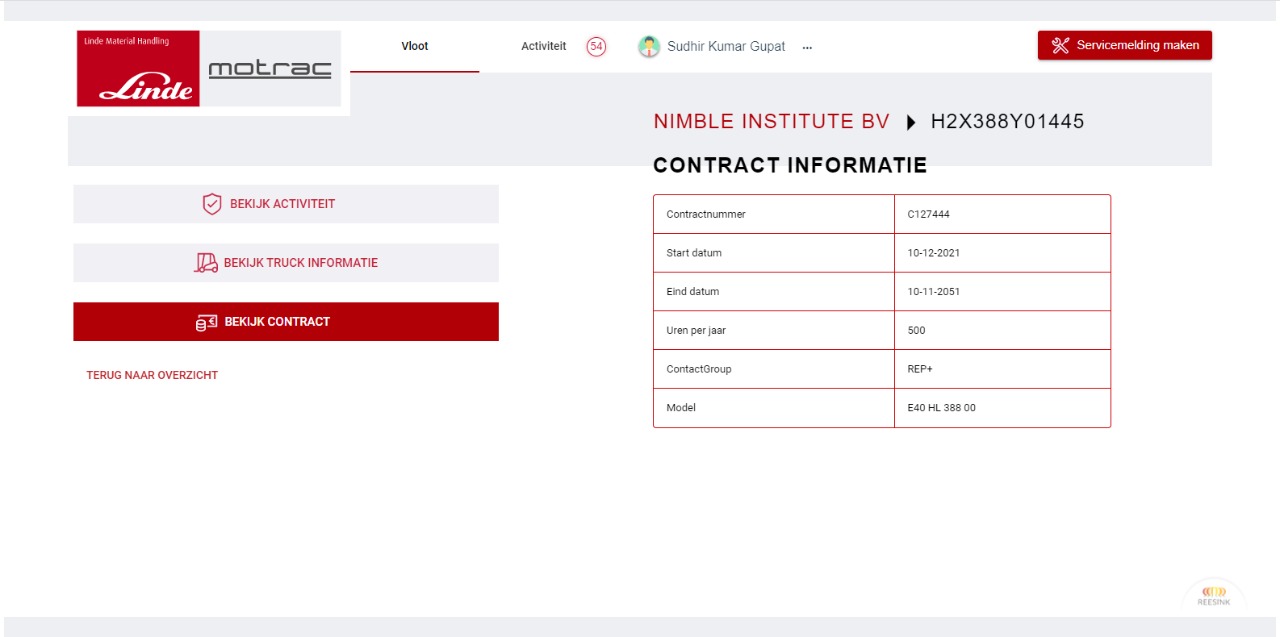 Linde Material Handling
Linde
motrac
Vloot
Activiteit 54
Sudhir Kumar Gupat ...
Servicemelding maken
NIMBLE INSTITUTE BV H2X388Y01445
CONTRACT INFORMATIE
BEKIJK ACTIVITEIT
BEKIJK TRUCK INFORMATIE
BEKIJK CONTRACT
TERUG NAAR OVERZICHT
Contractnummer C127444
Start datum 10-12-2021
Eind datum 10-11-2051
Uren per jaar 500
ContactGroup REP+
Model E40 HL 388 00
REESINK